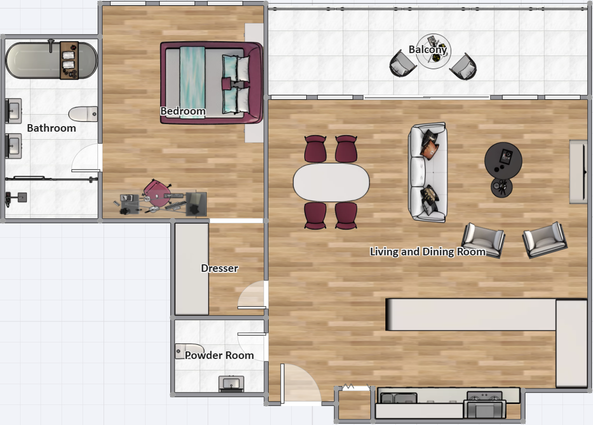 Balcony
Bedroom
Bathroom
Living and Dining Room
Dresser
Powder Room